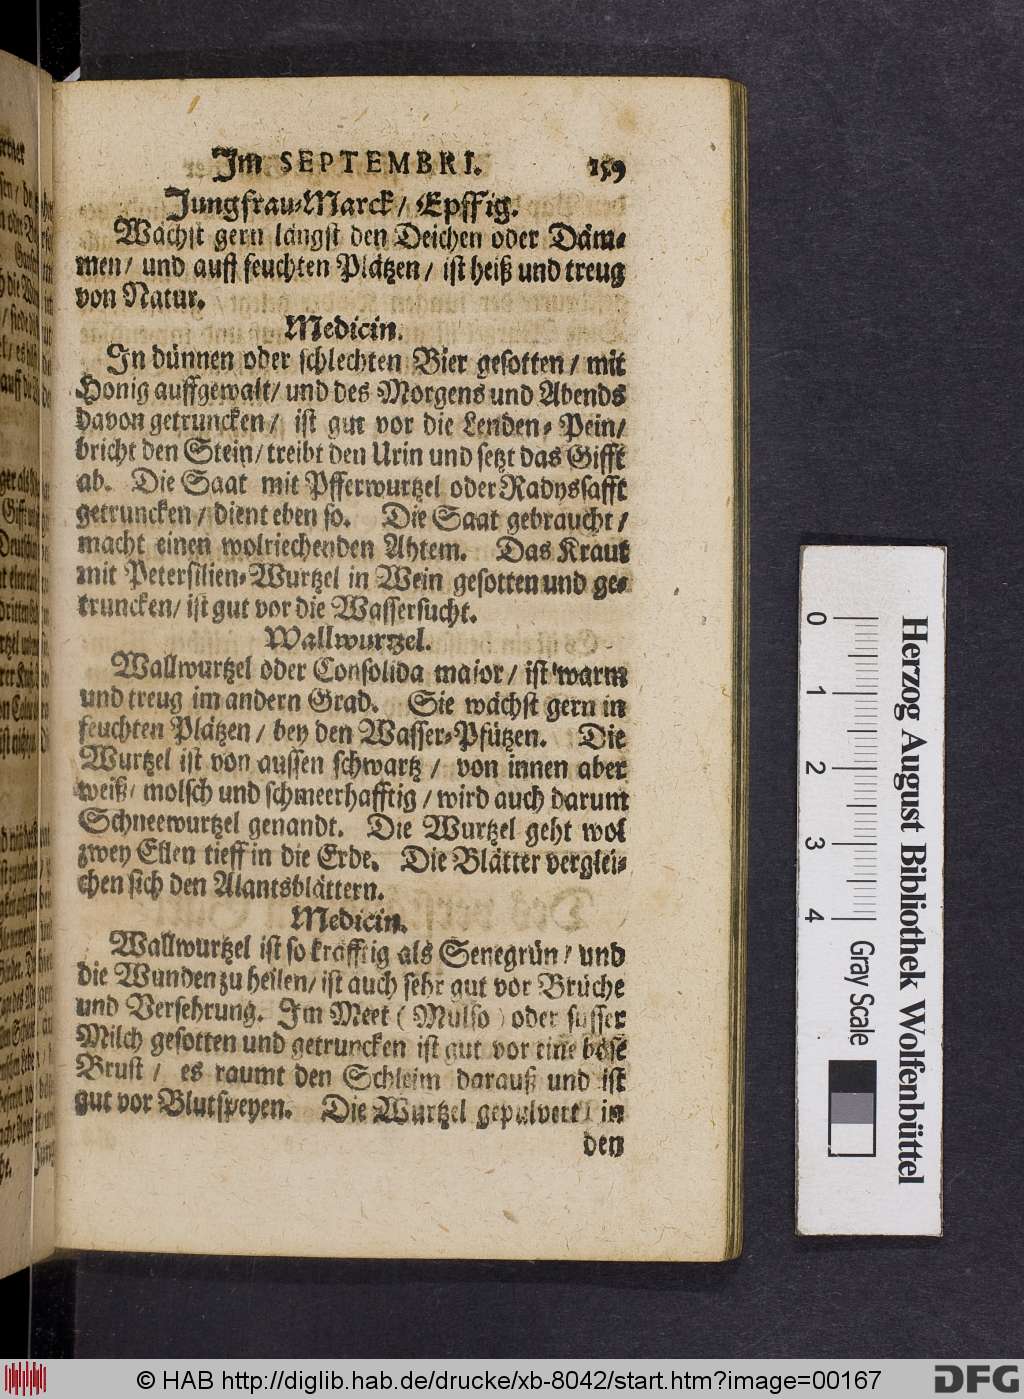 Im SEPTEMBRI. 159
Jungfrau-Marck/ Epffig.
Wächst gern längst den Deichen oder Däm-
men/ und auff feuchten Plätzen/ ist heiß und treug
von Natur.
Medicin.
In dünnen oder schlechten Bier gesotten/ mit
Honig auffgewalt/ und des Morgens und Abends
davon getruncken/ ist gut vor die Lenden-Pein/
bricht den Stein/ treibt den Urin und setzt das Gifft
ab. Die Saat mit Pfferwurtzel oder Radyssafft
getruncken/ dient eben so. Die Saat gebraucht/
macht einen wolriechenden Ahtem. Das Kraut
mit Petersilien-Wurtzel in Wein gesotten und ge-
truncken/ ist gut vor die Wassersucht.
Wallwurtzel.
Wallwurtzel oder Consolida major/ ist warm
und treug im andern Grad. Sie wächst gern in
feuchten Plätzen/ bey den Wasser-Pfützen. Die
Wurtzel ist von aussen schwartz/ von innen aber
weiß/ molsch und schmeerhafftig/ wird auch darum
Schneewurtzel genandt. Die Wurtzel geht wol
zwey Ellen tieff in die Erde. Die Blätter verglei-
chen sich den Alantsblättern.
Medicin.
Wallwurtzel ist so kräfftig als Senegrün/ und
die Wunden zu heilen/ ist auch sehr gut vor Brüche
und Versehrung. Im Meet (Mulso) oder süsser
Milch gesotten und getruncken ist gut vor eine böse
Brust/ es raumt den Schleim darauß und ist
gut vor Blutspeyen. Die Wurtzel gepulvert/ in
den
Herzog August Bibliothek Wolfenbüttel
0 1 2 3 4 Gray Scale
© HAB http://diglib.hab.de/drucke/xb-8042/start.htm?image=00167
DFG